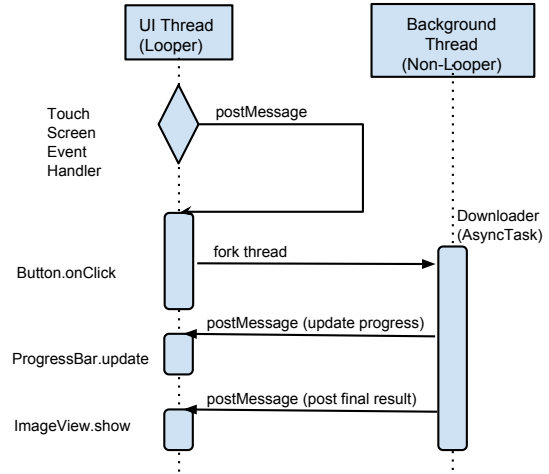 UI Thread
(Looper)
Background
Thread
(Non-Looper)
Touch
Screen
Event
Handler
postMessage
Downloader
(AsyncTask)
Button.onClick
fork thread
postMessage (update progress)
ProgressBar.update
postMessage (post final result)
ImageView.show